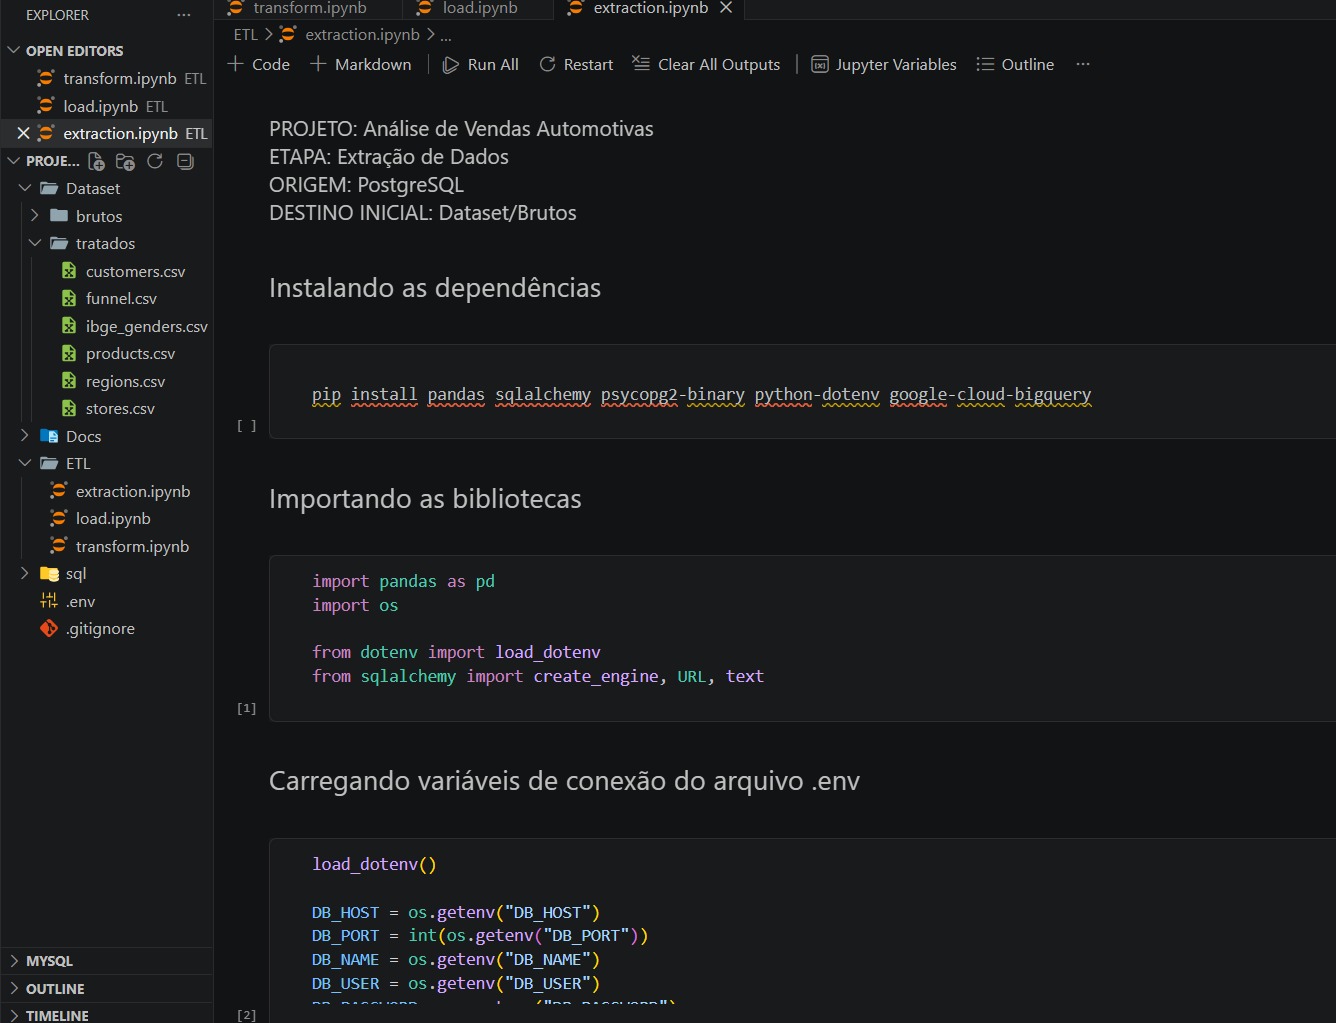 EXPLORER
OPEN EDITORS
transform.ipynb ETL
load.ipynb ETL
extraction.ipynb ETL
PROJE...
Dataset
brutos
tratados
customers.csv
funnel.csv
ibge_genders.csv
products.csv
regions.csv
stores.csv
Docs
ETL
extraction.ipynb
load.ipynb
transform.ipynb
sql
.env
.gitignore
MYSQL
OUTLINE
TIMELINE
transform.ipynb
load.ipynb
extraction.ipynb
ETL > extraction.ipynb > ...
Code
Markdown
Run All
Restart
Clear All Outputs
Jupyter Variables
Outline
PROJETO: Análise de Vendas Automotivas
ETAPA: Extração de Dados
ORIGEM: PostgreSQL
DESTINO INICIAL: Dataset/Brutos
Instalando as dependências
pip install pandas sqlalchemy psycopg2-binary python-dotenv google-cloud-bigquery
[ ]
Importando as bibliotecas
import pandas as pd
import os
from dotenv import load_dotenv
from sqlalchemy import create_engine, URL, text
[1]
Carregando variáveis de conexão do arquivo .env
load_dotenv()
DB_HOST = os.getenv("DB_HOST")
DB_PORT = int(os.getenv("DB_PORT"))
DB_NAME = os.getenv("DB_NAME")
DB_USER = os.getenv("DB_USER")
[2]